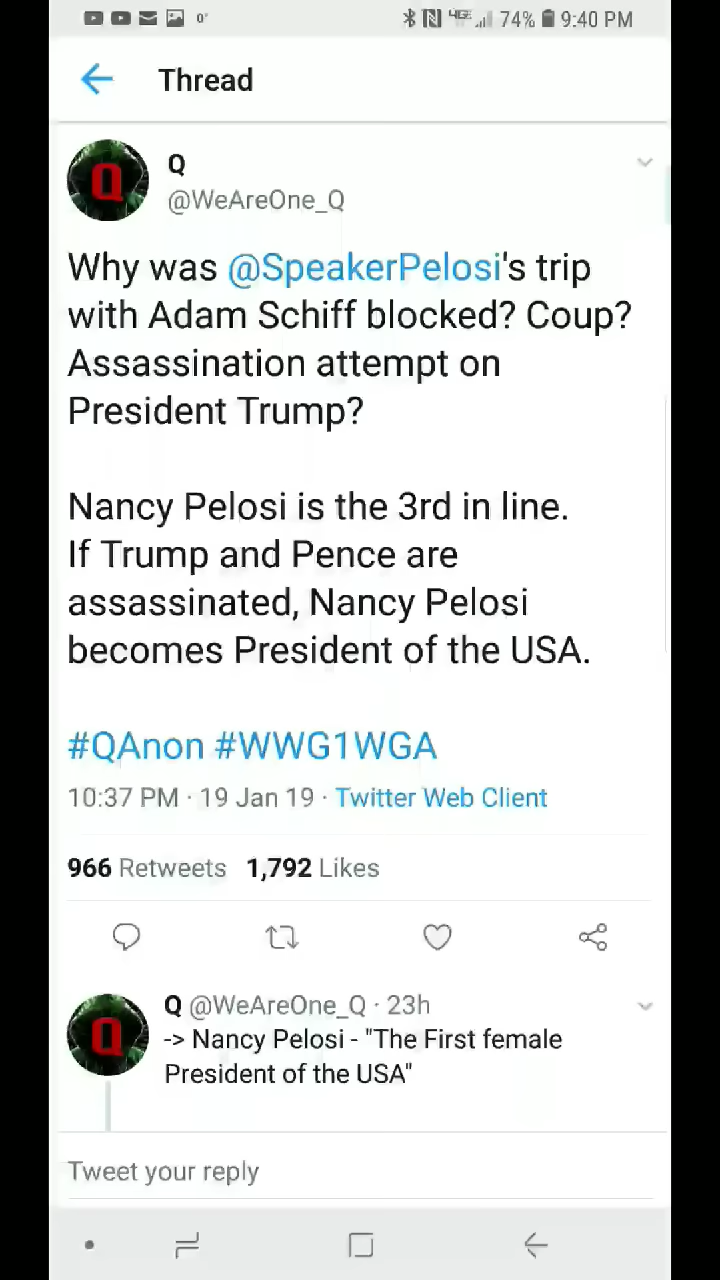 0° 4GE 74% 9:40 PM
Thread
Q
Q
@WeAreOne_Q
Why was @SpeakerPelosi's trip
with Adam Schiff blocked? Coup?
Assassination attempt on
President Trump?
Nancy Pelosi is the 3rd in line.
If Trump and Pence are
assassinated, Nancy Pelosi
becomes President of the USA.
#QAnon #WWG1WGA
10:37 PM · 19 Jan 19 · Twitter Web Client
966 Retweets 1,792 Likes
Q
Q @WeAreOne_Q · 23h
-> Nancy Pelosi - "The First female
President of the USA"
Tweet your reply